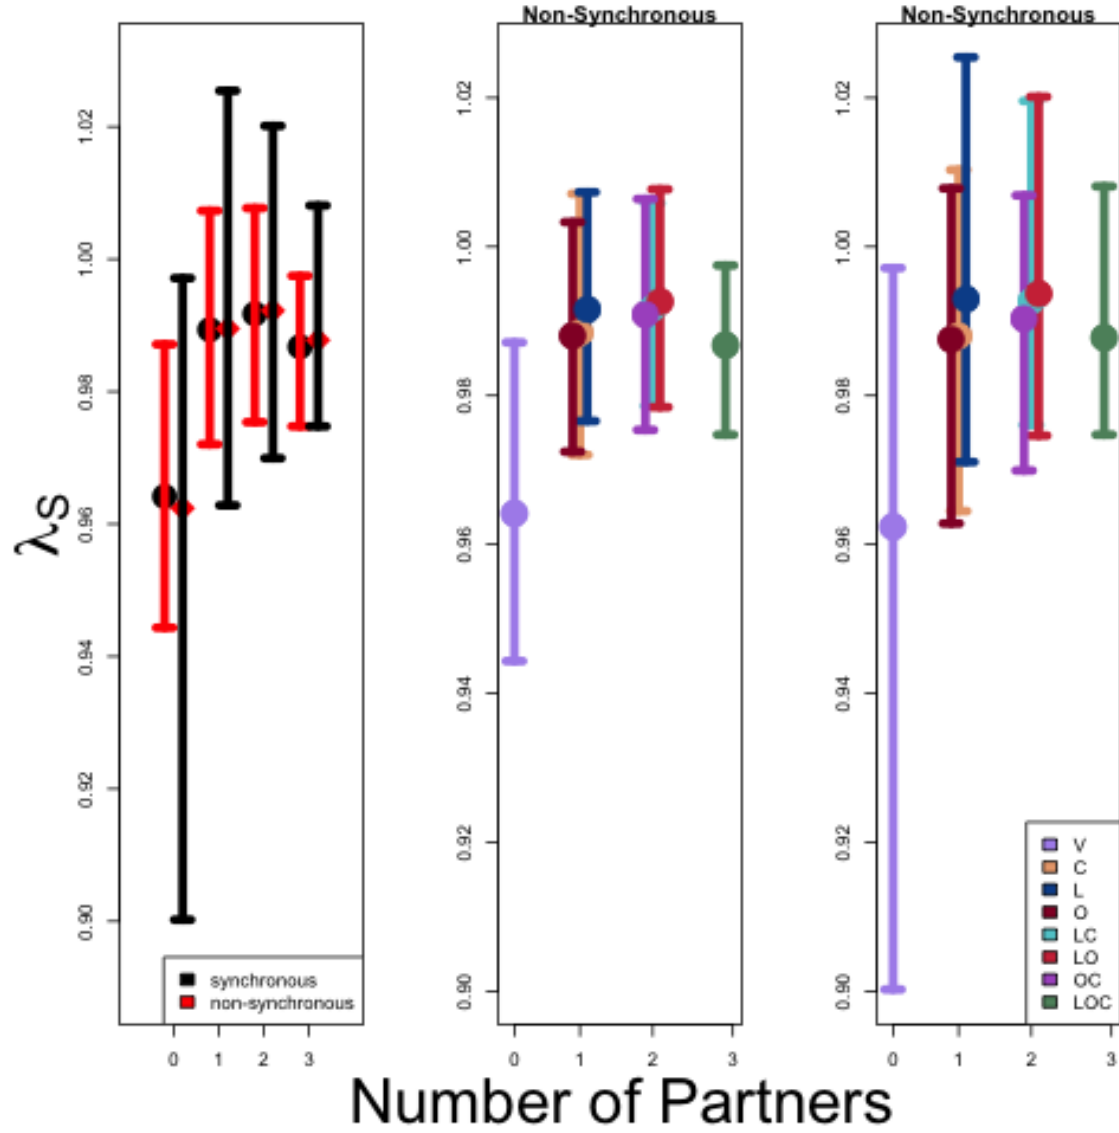 Non-Synchronous
Non-Synchronous
λS
1.02
1.00
0.98
0.96
0.94
0.92
0.90
synchronous
non-synchronous
0 1 2 3
1.02
1.00
0.98
0.96
0.94
0.92
0.90
0 1 2 3
1.02
1.00
0.98
0.96
0.94
0.92
0.90
V
C
L
O
LC
LO
OC
LOC
0 1 2 3
Number of Partners